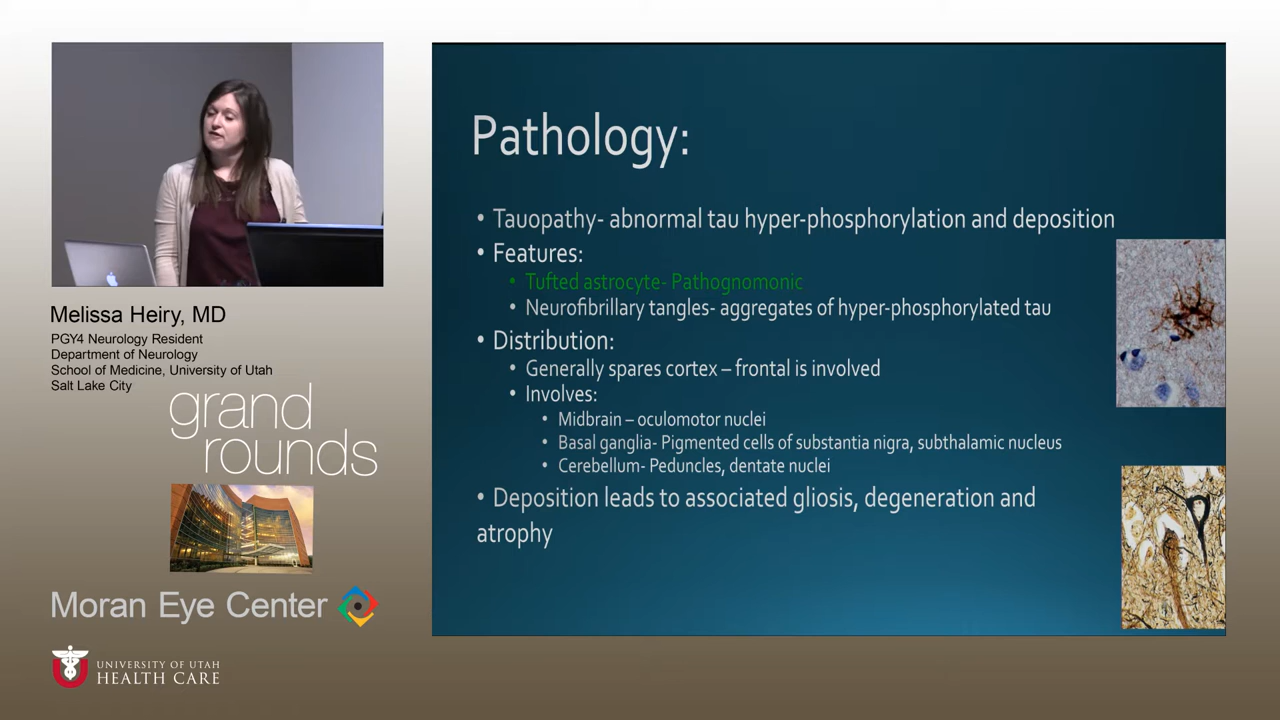 Pathology:
• Tauopathy- abnormal tau hyper-phosphorylation and deposition
• Features:
• Tufted astrocyte- Pathognomonic
• Neurofibrillary tangles- aggregates of hyper-phosphorylated tau
• Distribution:
• Generally spares cortex – frontal is involved
• Involves:
• Midbrain – oculomotor nuclei
• Basal ganglia- Pigmented cells of substantia nigra, subthalamic nucleus
• Cerebellum- Peduncles, dentate nuclei
• Deposition leads to associated gliosis, degeneration and
atrophy
Melissa Heiry, MD
PGY4 Neurology Resident
Department of Neurology
School of Medicine, University of Utah
Salt Lake City
grand
rounds
Moran Eye Center
UNIVERSITY OF UTAH
HEALTH CARE